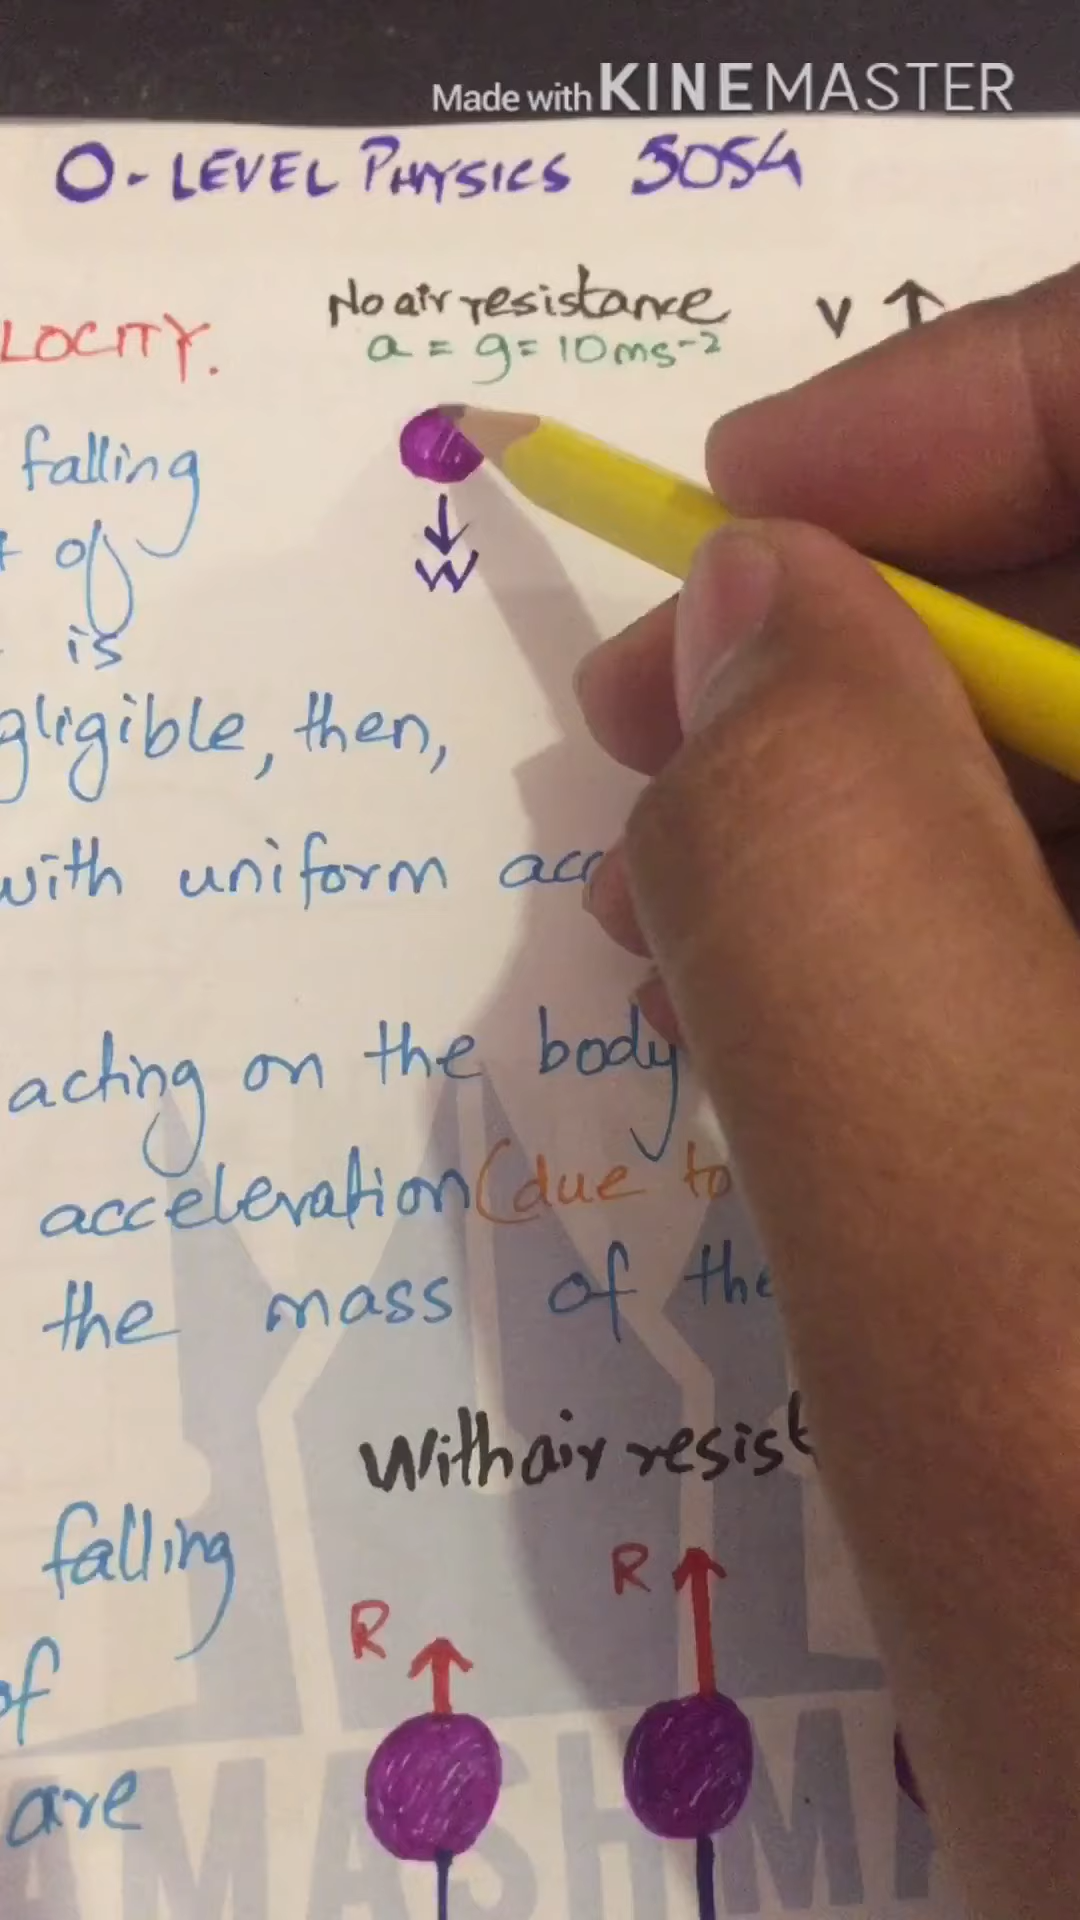 Made with KINEMASTER
O-LEVEL PHYSICS 5054
No air resistance
V
LOCITY.
a = g = 10ms-2
falling
of
W
is
gligible, then,
with uniform acc
acting on the body
acceleration (due to
the mass of the
With air resist
falling
R
R
of
are
AMASHM